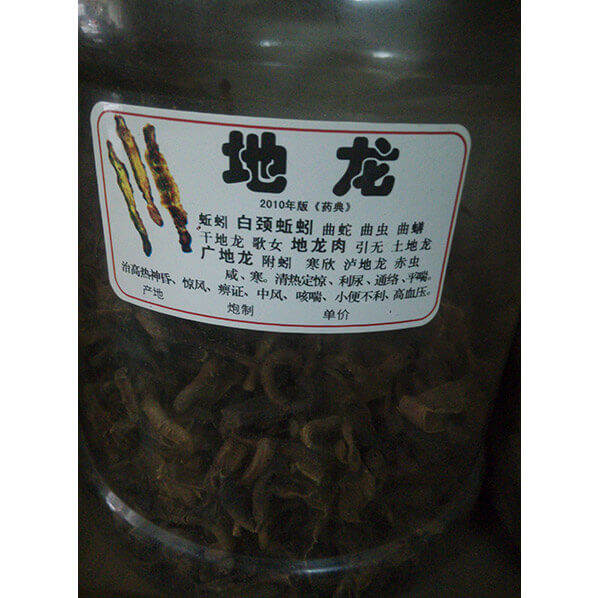 地龙
2010年版《药典》
蚯蚓 白颈蚯蚓 曲蛇 曲虫 曲蟮
干地龙 歌女 地龙肉 引无 土地龙
广地龙 附蚓 寒欣 泸地龙 赤虫
咸、寒。清热定惊、利尿、通络、平喘。
治高热神昏、惊风、痹证、中风、咳喘、小便不利、高血压。
产地 炮制 单价